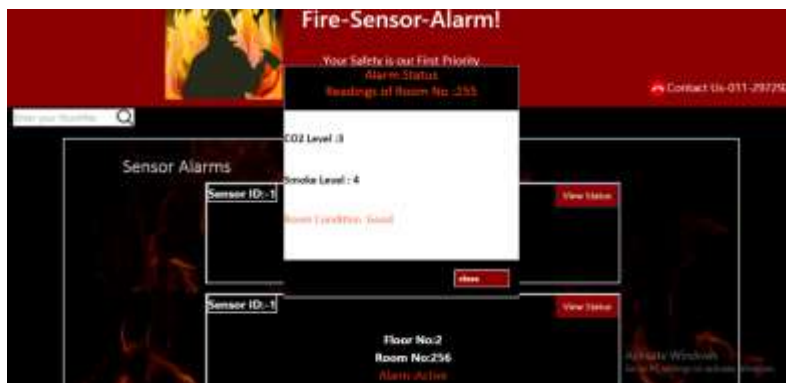 Fire-Sensor-Alarm!
Your Safety is our First Priority
Alarm Status
Readings of Room No :255
Contact Us-011-29729
CO2 Level :3
Sensor Alarms
Smoke Level : 4
Sensor ID:-1
View Status
Room Condition Good
close
Sensor ID:-1
View Status
Floor No:2
Room No:256
Alarm Active
Activate Windows